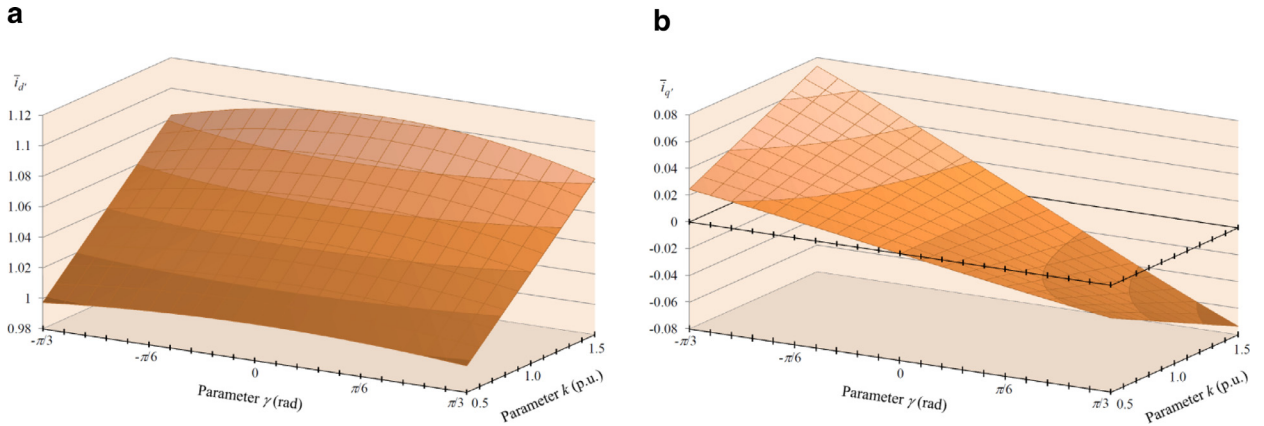 a
i̅d'
1.12
1.1
1.08
1.06
1.04
1.02
1
0.98
-π/3
-π/6
0
π/6
π/3
0.5
1.0
1.5
Parameter γ (rad)
Parameter k (p.u.)
b
i̅q'
0.08
0.06
0.04
0.02
0
-0.02
-0.04
-0.06
-0.08
-π/3
-π/6
0
π/6
π/3
0.5
1.0
1.5
Parameter γ (rad)
Parameter k (p.u.)